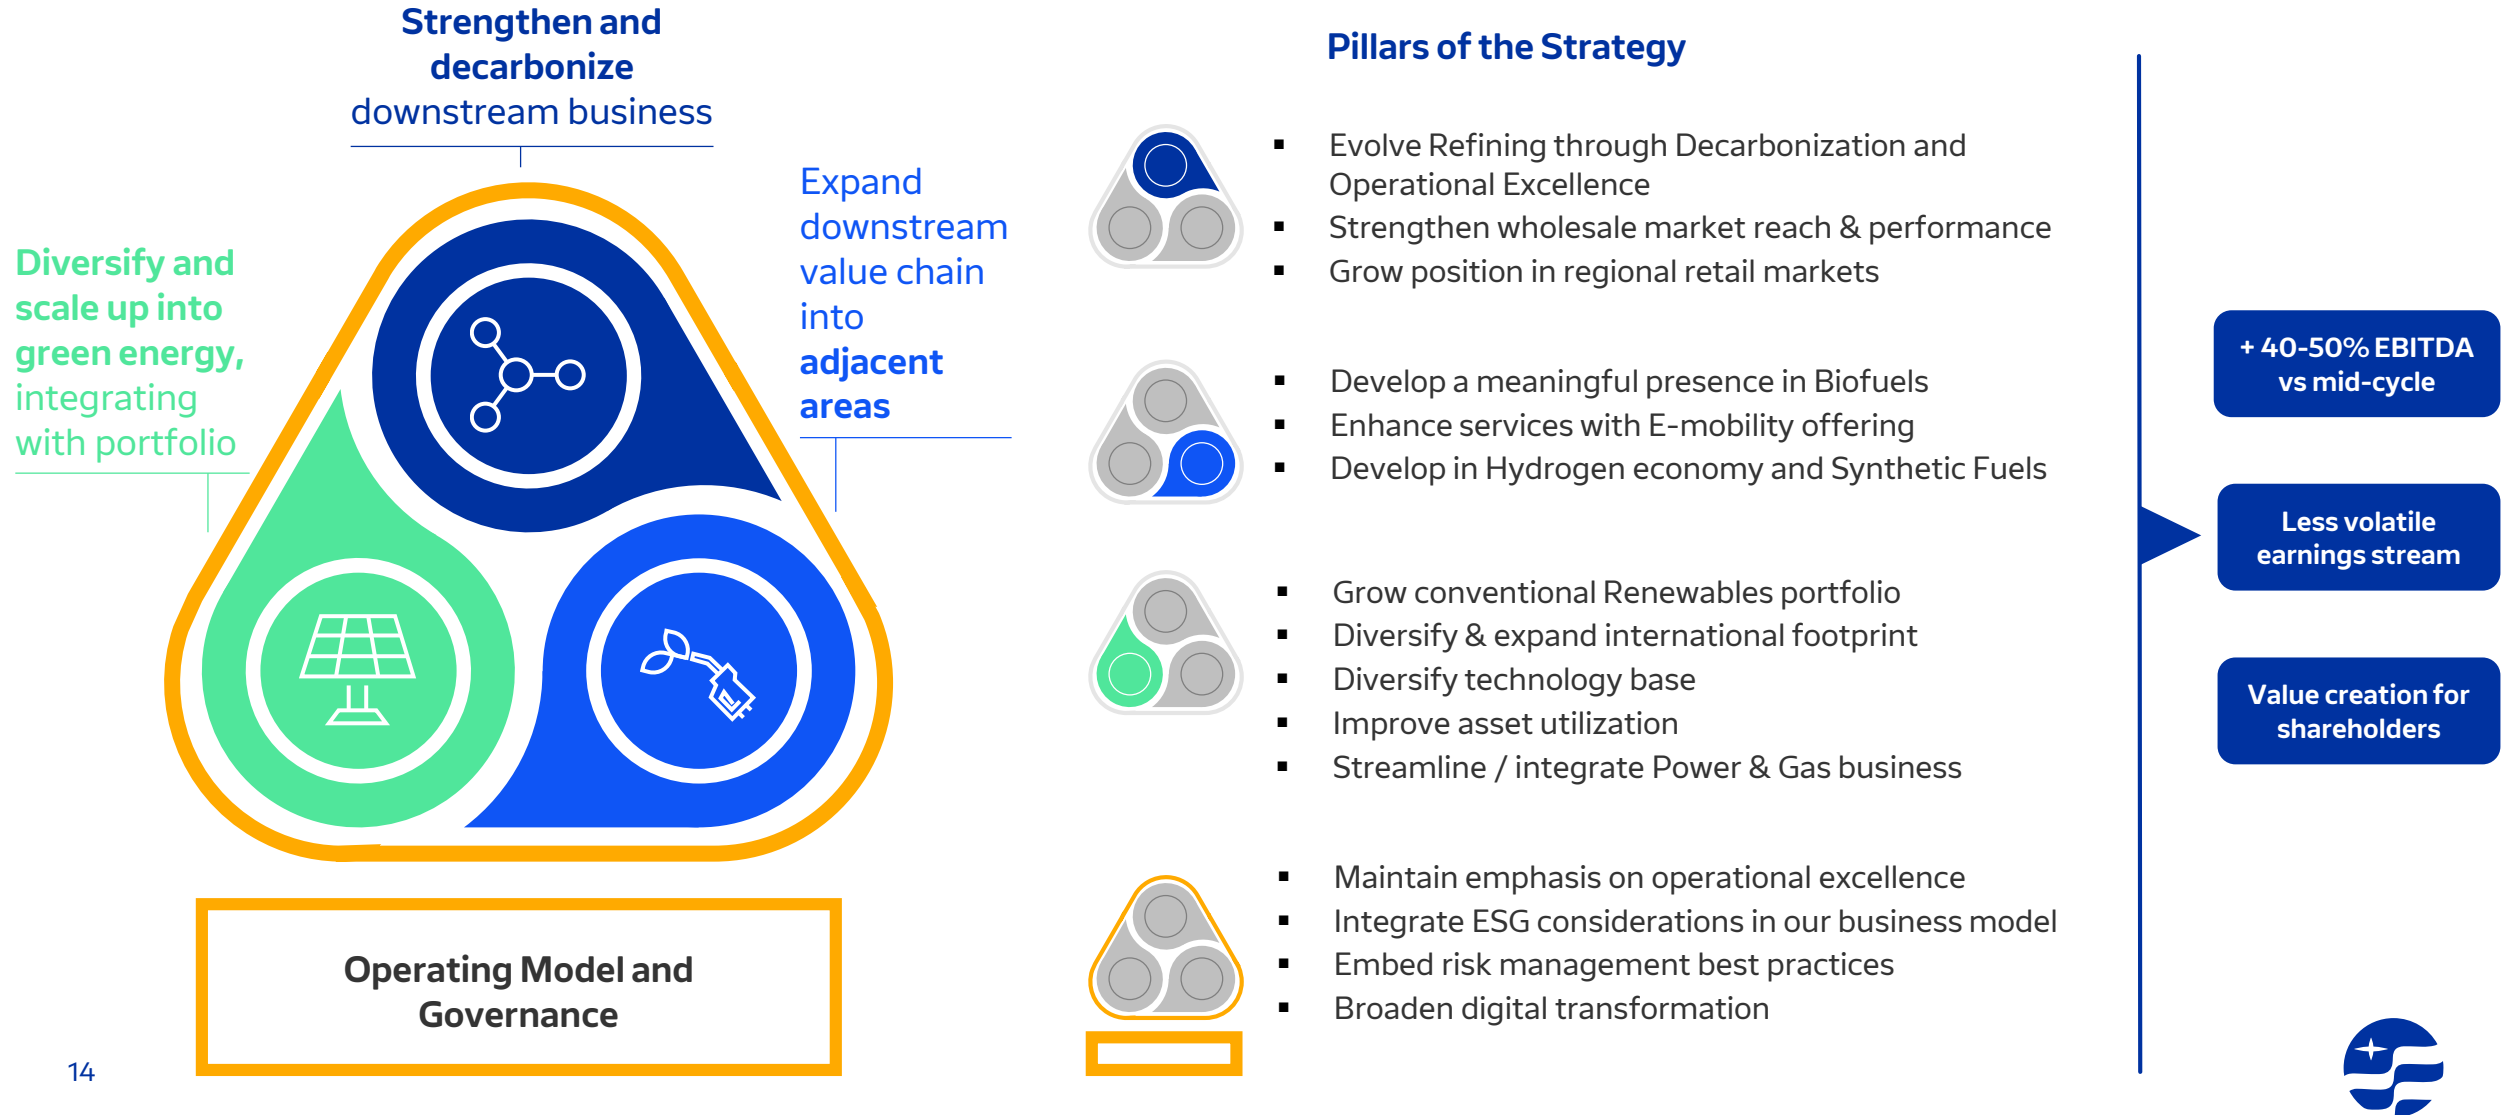 Strengthen and
decarbonize
downstream business
Diversify and
scale up into
green energy,
integrating
with portfolio
Expand
downstream
value chain
into
adjacent
areas
Operating Model and
Governance
14
Pillars of the Strategy
▪ Evolve Refining through Decarbonization and
Operational Excellence
▪ Strengthen wholesale market reach & performance
▪ Grow position in regional retail markets
▪ Develop a meaningful presence in Biofuels
▪ Enhance services with E-mobility offering
▪ Develop in Hydrogen economy and Synthetic Fuels
▪ Grow conventional Renewables portfolio
▪ Diversify & expand international footprint
▪ Diversify technology base
▪ Improve asset utilization
▪ Streamline / integrate Power & Gas business
▪ Maintain emphasis on operational excellence
▪ Integrate ESG considerations in our business model
▪ Embed risk management best practices
▪ Broaden digital transformation
+ 40-50% EBITDA
vs mid-cycle
Less volatile
earnings stream
Value creation for
shareholders